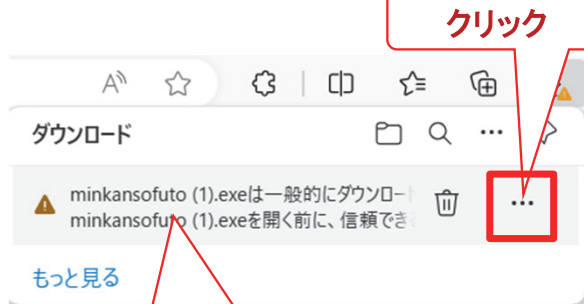 クリック
ダウンロード
minkansofuto (1).exeは一般的にダウンロー
minkansofuto (1).exeを開く前に、信頼でき
もっと見る